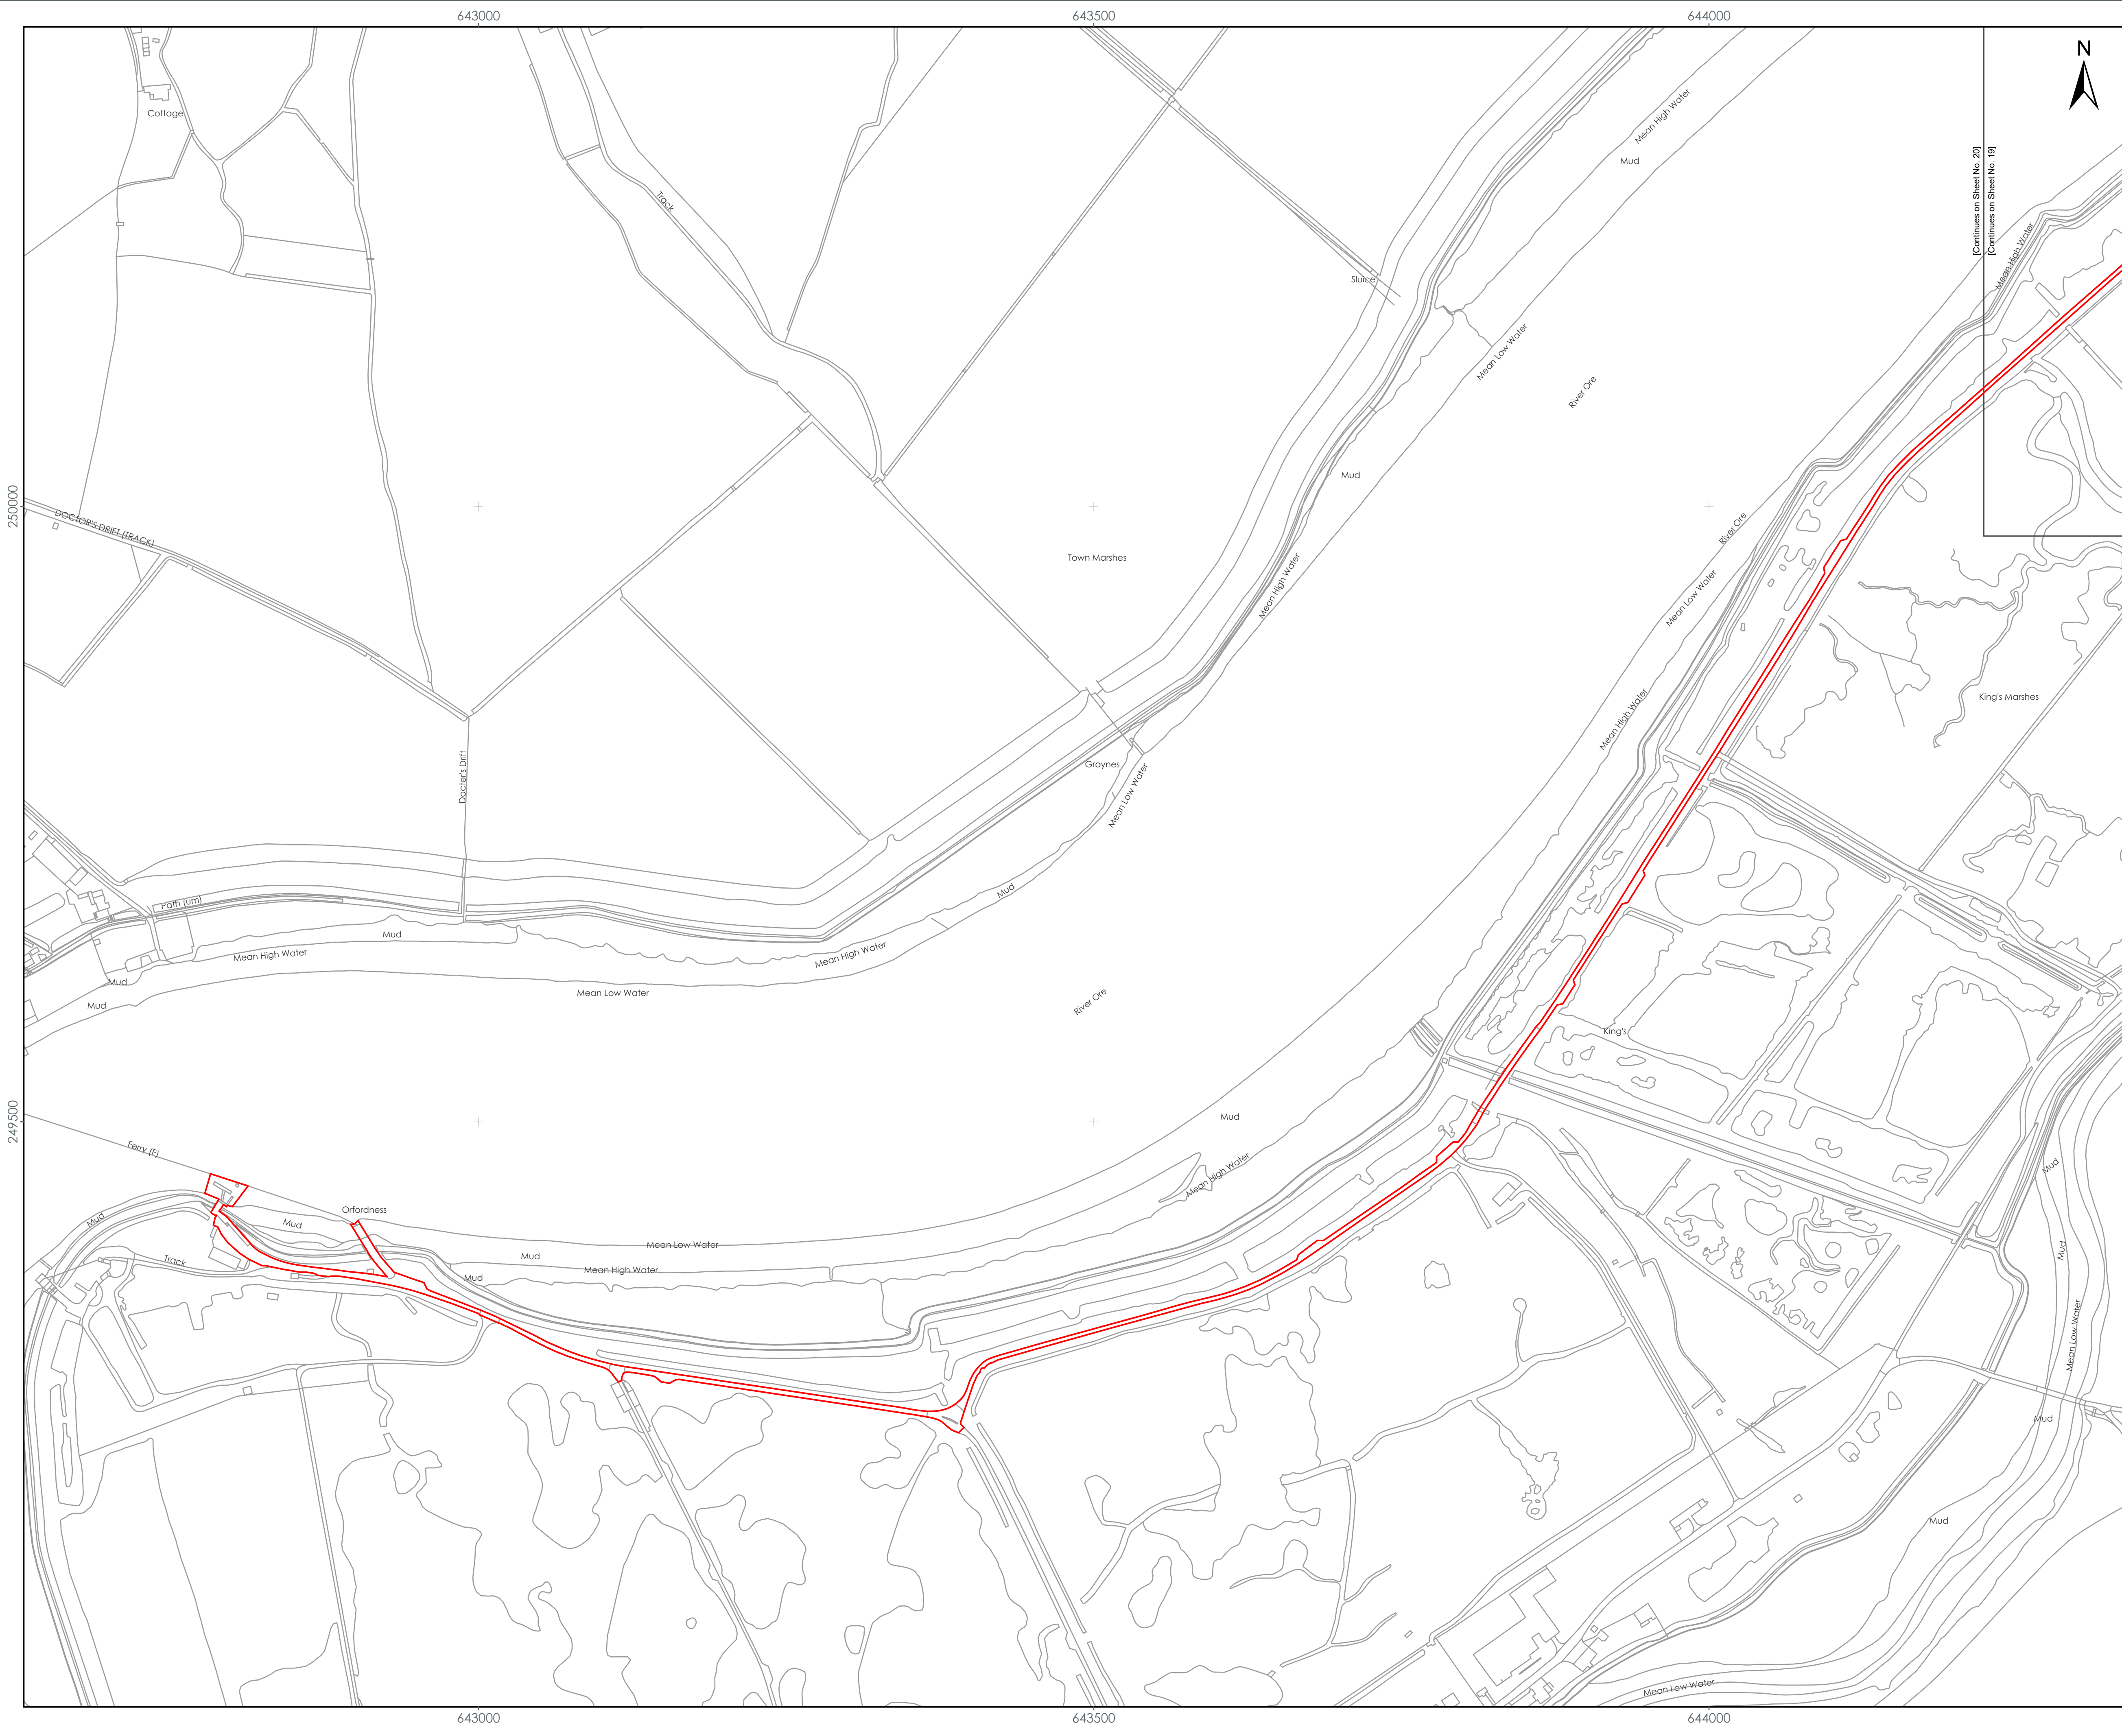 643000
643500
644000
N
Cottage
Mean High Water
Mud
[Continues on Sheet No. 20]
[Continues on Sheet No. 19]
Track
Mean High Water
Sluice
Mean Low Water
River Ore
Mud
250000
DOCTOR'S DRIFT (TRACK)
River Ore
Town Marshes
Mean High Water
Mean Low Water
King's Marshes
Mean High Water
Docter's Drift
Groynes
Mean Low Water
Mud
Path (um)
Mud
Mean High Water
Mean High Water
Mud
Mean Low Water
Mud
River Ore
King's
249500
Mud
Ferry (F)
Mud
Mean High Water
Orfordness
Mud
Mud
Mean Low Water
Mud
Mud
Track
Mean High Water
Mud
Mean Low Water
Mud
Mud
Mean Low Water
643000
643500
644000